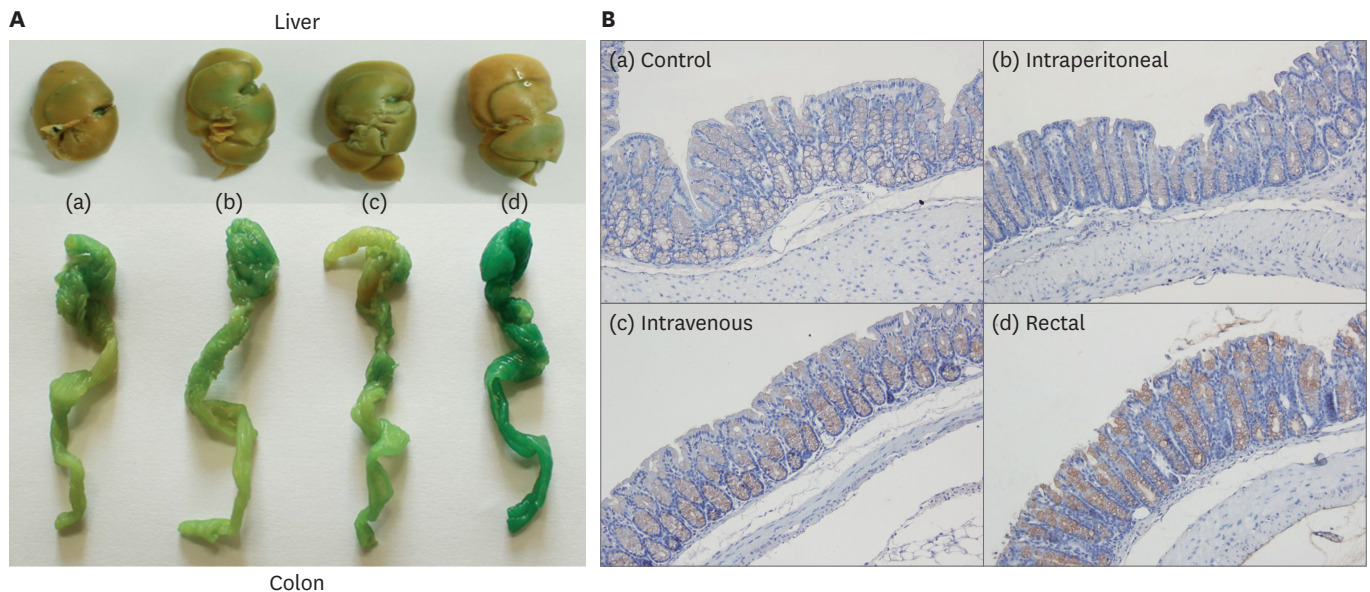 A
Liver
(a)
(b)
(c)
(d)
Colon
B
(a) Control
(b) Intraperitoneal
(c) Intravenous
(d) Rectal